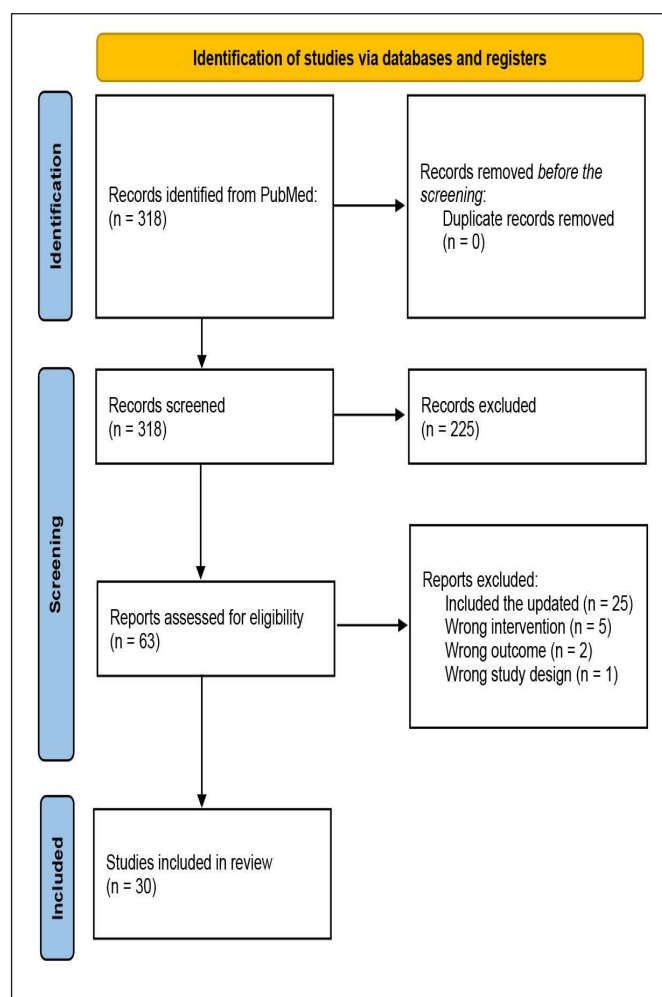 Identification of studies via databases and registers
Identification
Records identified from PubMed:
(n = 318)
Records removed before the
screening:
Duplicate records removed
(n = 0)
Screening
Records screened
(n = 318)
Records excluded
(n = 225)
Reports assessed for eligibility
(n = 63)
Reports excluded:
Included the updated (n = 25)
Wrong intervention (n = 5)
Wrong outcome (n = 2)
Wrong study design (n = 1)
Included
Studies included in review
(n = 30)